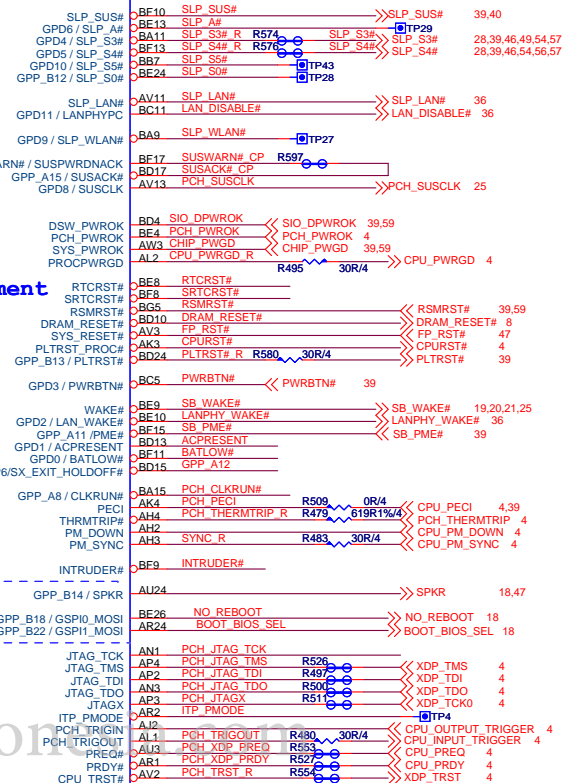 SLP_SUS# BF10 SLP_SUS# SLP_SUS# 39,40
GPD6 / SLP_A# BE13 SLP_A# TP29
GPD4 / SLP_S3# BA11 SLP_S3#_R R574 SLP_S3# SLP_S3# 28,39,46,49,54,57
GPD5 / SLP_S4# BF13 SLP_S4#_R R576 SLP_S4# SLP_S4# 28,39,46,54,56,57
GPD10 / SLP_S5# BB7 SLP_S5# TP43
GPP_B12 / SLP_S0# BE24 SLP_S0# TP28
SLP_LAN# AV11 SLP_LAN# SLP_LAN# 36
GPD11 / LANPHYPC BC11 LAN_DISABLE# LAN_DISABLE# 36
GPD9 / SLP_WLAN# BA9 SLP_WLAN# TP27
ARN# / SUSPWRDNACK BF17 SUSWARN#_CP R597
GPP_A15 / SUSACK# BD17 SUSACK#_CP
GPD8 / SUSCLK AV13 PCH_SUSCLK PCH_SUSCLK 25
DSW_PWROK BD4 SIO_DPWROK SIO_DPWROK 39,59
PCH_PWROK BE4 PCH_PWROK PCH_PWROK 4
SYS_PWROK AW3 CHIP_PWGD CHIP_PWGD 39,59
PROCPWRGD AL2 CPU_PWRGD_R R495 30R/4 CPU_PWRGD 4
ment
RTCRST# BE8 RTCRST#
SRTCRST# BF8 SRTCRST#
RSMRST# BG5 RSMRST# RSMRST# 39,59
DRAM_RESET# BD10 DRAM_RESET# DRAM_RESET# 8
SYS_RESET# AV3 FP_RST# FP_RST# 47
PLTRST_PROC# AK3 CPURST# CPURST# 4
GPP_B13 / PLTRST# BD24 PLTRST#_R R580 30R/4 PLTRST# 39
GPD3 / PWRBTN# BC5 PWRBTN# PWRBTN# 39
WAKE# BE9 SB_WAKE# SB_WAKE# 19,20,21,25
GPD2 / LAN_WAKE# BE10 LANPHY_WAKE# LANPHY_WAKE# 36
GPP_A11 /PME# BF15 SB_PME# SB_PME# 39
GPD1 / ACPRESENT BD13 ACPRESENT
GPD0 / BATLOW# BF11 BATLOW#
6/SX_EXIT_HOLDOFF# BD15 GPP_A12
GPP_A8 / CLKRUN# BA15 PCH_CLKRUN#
PECI AK4 PCH_PECI R509 0R/4 CPU_PECI 4,39
THRMTRIP# AH4 PCH_THERMTRIP_R R479 619R1%/4 PCH_THERMTRIP 4
PM_DOWN AH2 CPU_PM_DOWN 4
PM_SYNC AH3 SYNC_R R483 30R/4 CPU_PM_SYNC 4
INTRUDER# BF9 INTRUDER#
GPP_B14 / SPKR AU24 SPKR 18,47
GPP_B18 / GSPI0_MOSI BE26 NO_REBOOT NO_REBOOT 18
GPP_B22 / GSPI1_MOSI AR24 BOOT_BIOS_SEL BOOT_BIOS_SEL 18
JTAG_TCK AN1 PCH_JTAG_TCK
JTAG_TMS AP4 PCH_JTAG_TMS R526 XDP_TMS 4
JTAG_TDI AP2 PCH_JTAG_TDI R497 XDP_TDI 4
JTAG_TDO AN3 PCH_JTAG_TDO R500 XDP_TDO 4
JTAGX AP3 PCH_JTAGX R511 XDP_TCK0 4
ITP_PMODE AR2 ITP_PMODE TP4
PCH_TRIGIN AJ2 CPU_OUTPUT_TRIGGER 4
PCH_TRIGOUT AL1 PCH_TRIGOUT R480 30R/4 CPU_INPUT_TRIGGER 4
PREQ# AU3 PCH_XDP_PREQ R553 CPU_PREQ 4
PRDY# AR1 PCH_XDP_PRDY R527 CPU_PRDY 4
CPU_TRST# AV2 PCH_TRST_R R554 XDP_TRST 4